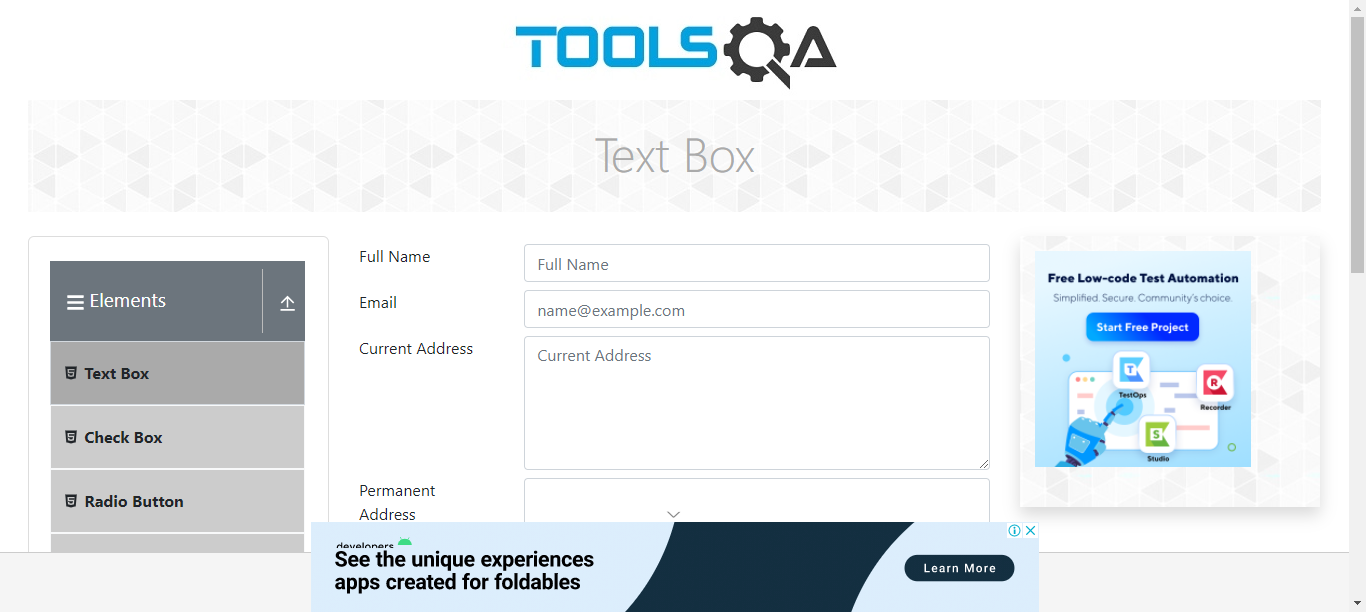 TOOLSQA
Text Box
Elements
Text Box
Check Box
Radio Button
Full Name
Full Name
Email
name@example.com
Current Address
Current Address
Permanent
Address
Free Low-code Test Automation
Simplified. Secure. Community's choice.
Start Free Project
TestOps
Recorder
Studio
developers
See the unique experiences
apps created for foldables
Learn More